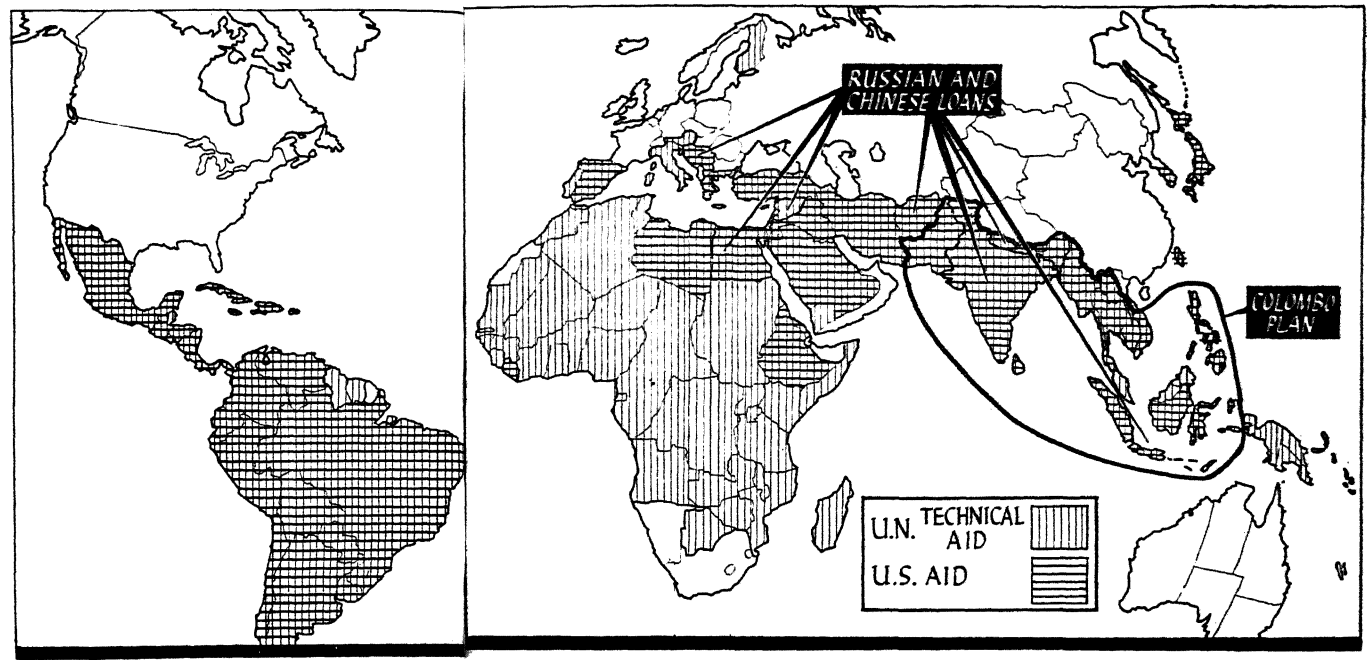 RUSSIAN AND
CHINESE LOANS
COLOMBO
PLAN
U.N. TECHNICAL
AID
U.S. AID